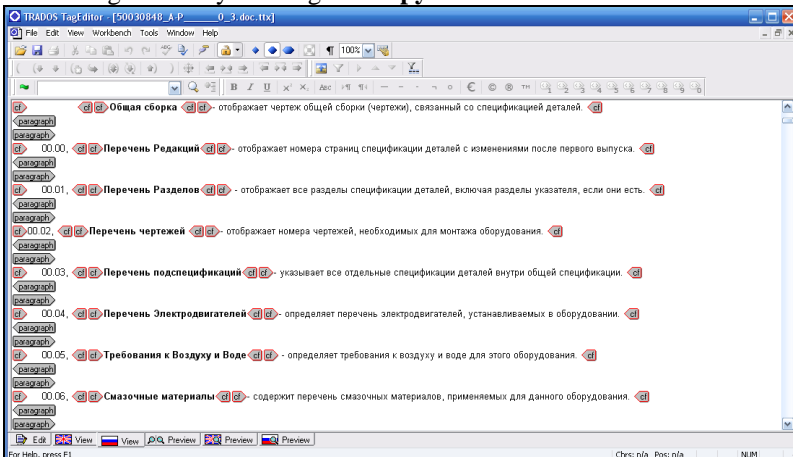 TRADOS TagEditor - [50030848_A-P______0_3.doc.ttx]
File Edit View Workbench Tools Window Help
100%
B I U x² x₂ Abc € © ® TM
cf cf cf Общая сборка cf cf - отображает чертеж общей сборки (чертежи), связанный со спецификацией деталей. cf
paragraph
paragraph
cf 00.00, cf cf Перечень Редакций cf cf - отображает номера страниц спецификации деталей с изменениями после первого выпуска. cf
paragraph
paragraph
cf 00.01, cf cf Перечень Разделов cf cf - отображает все разделы спецификации деталей, включая разделы указателя, если они есть. cf
paragraph
paragraph
cf 00.02, cf cf Перечень чертежей cf cf - отображает номера чертежей, необходимых для монтажа оборудования. cf
paragraph
paragraph
cf 00.03, cf cf Перечень подспецификаций cf cf - указывает все отдельные спецификации деталей внутри общей спецификации. cf
paragraph
paragraph
cf 00.04, cf cf Перечень Электродвигателей cf cf - определяет перечень электродвигателей, устанавливаемых в оборудовании. cf
paragraph
paragraph
cf 00.05, cf cf Требования к Воздуху и Воде cf cf - определяет требования к воздуху и воде для этого оборудования. cf
paragraph
paragraph
cf 00.06, cf cf Смазочные материалы cf cf - содержит перечень смазочных материалов, применяемых для данного оборудования. cf
paragraph
paragraph
Edit View View Preview Preview Preview
For Help, press F1 Chrs: n/a Pos: n/a NUM